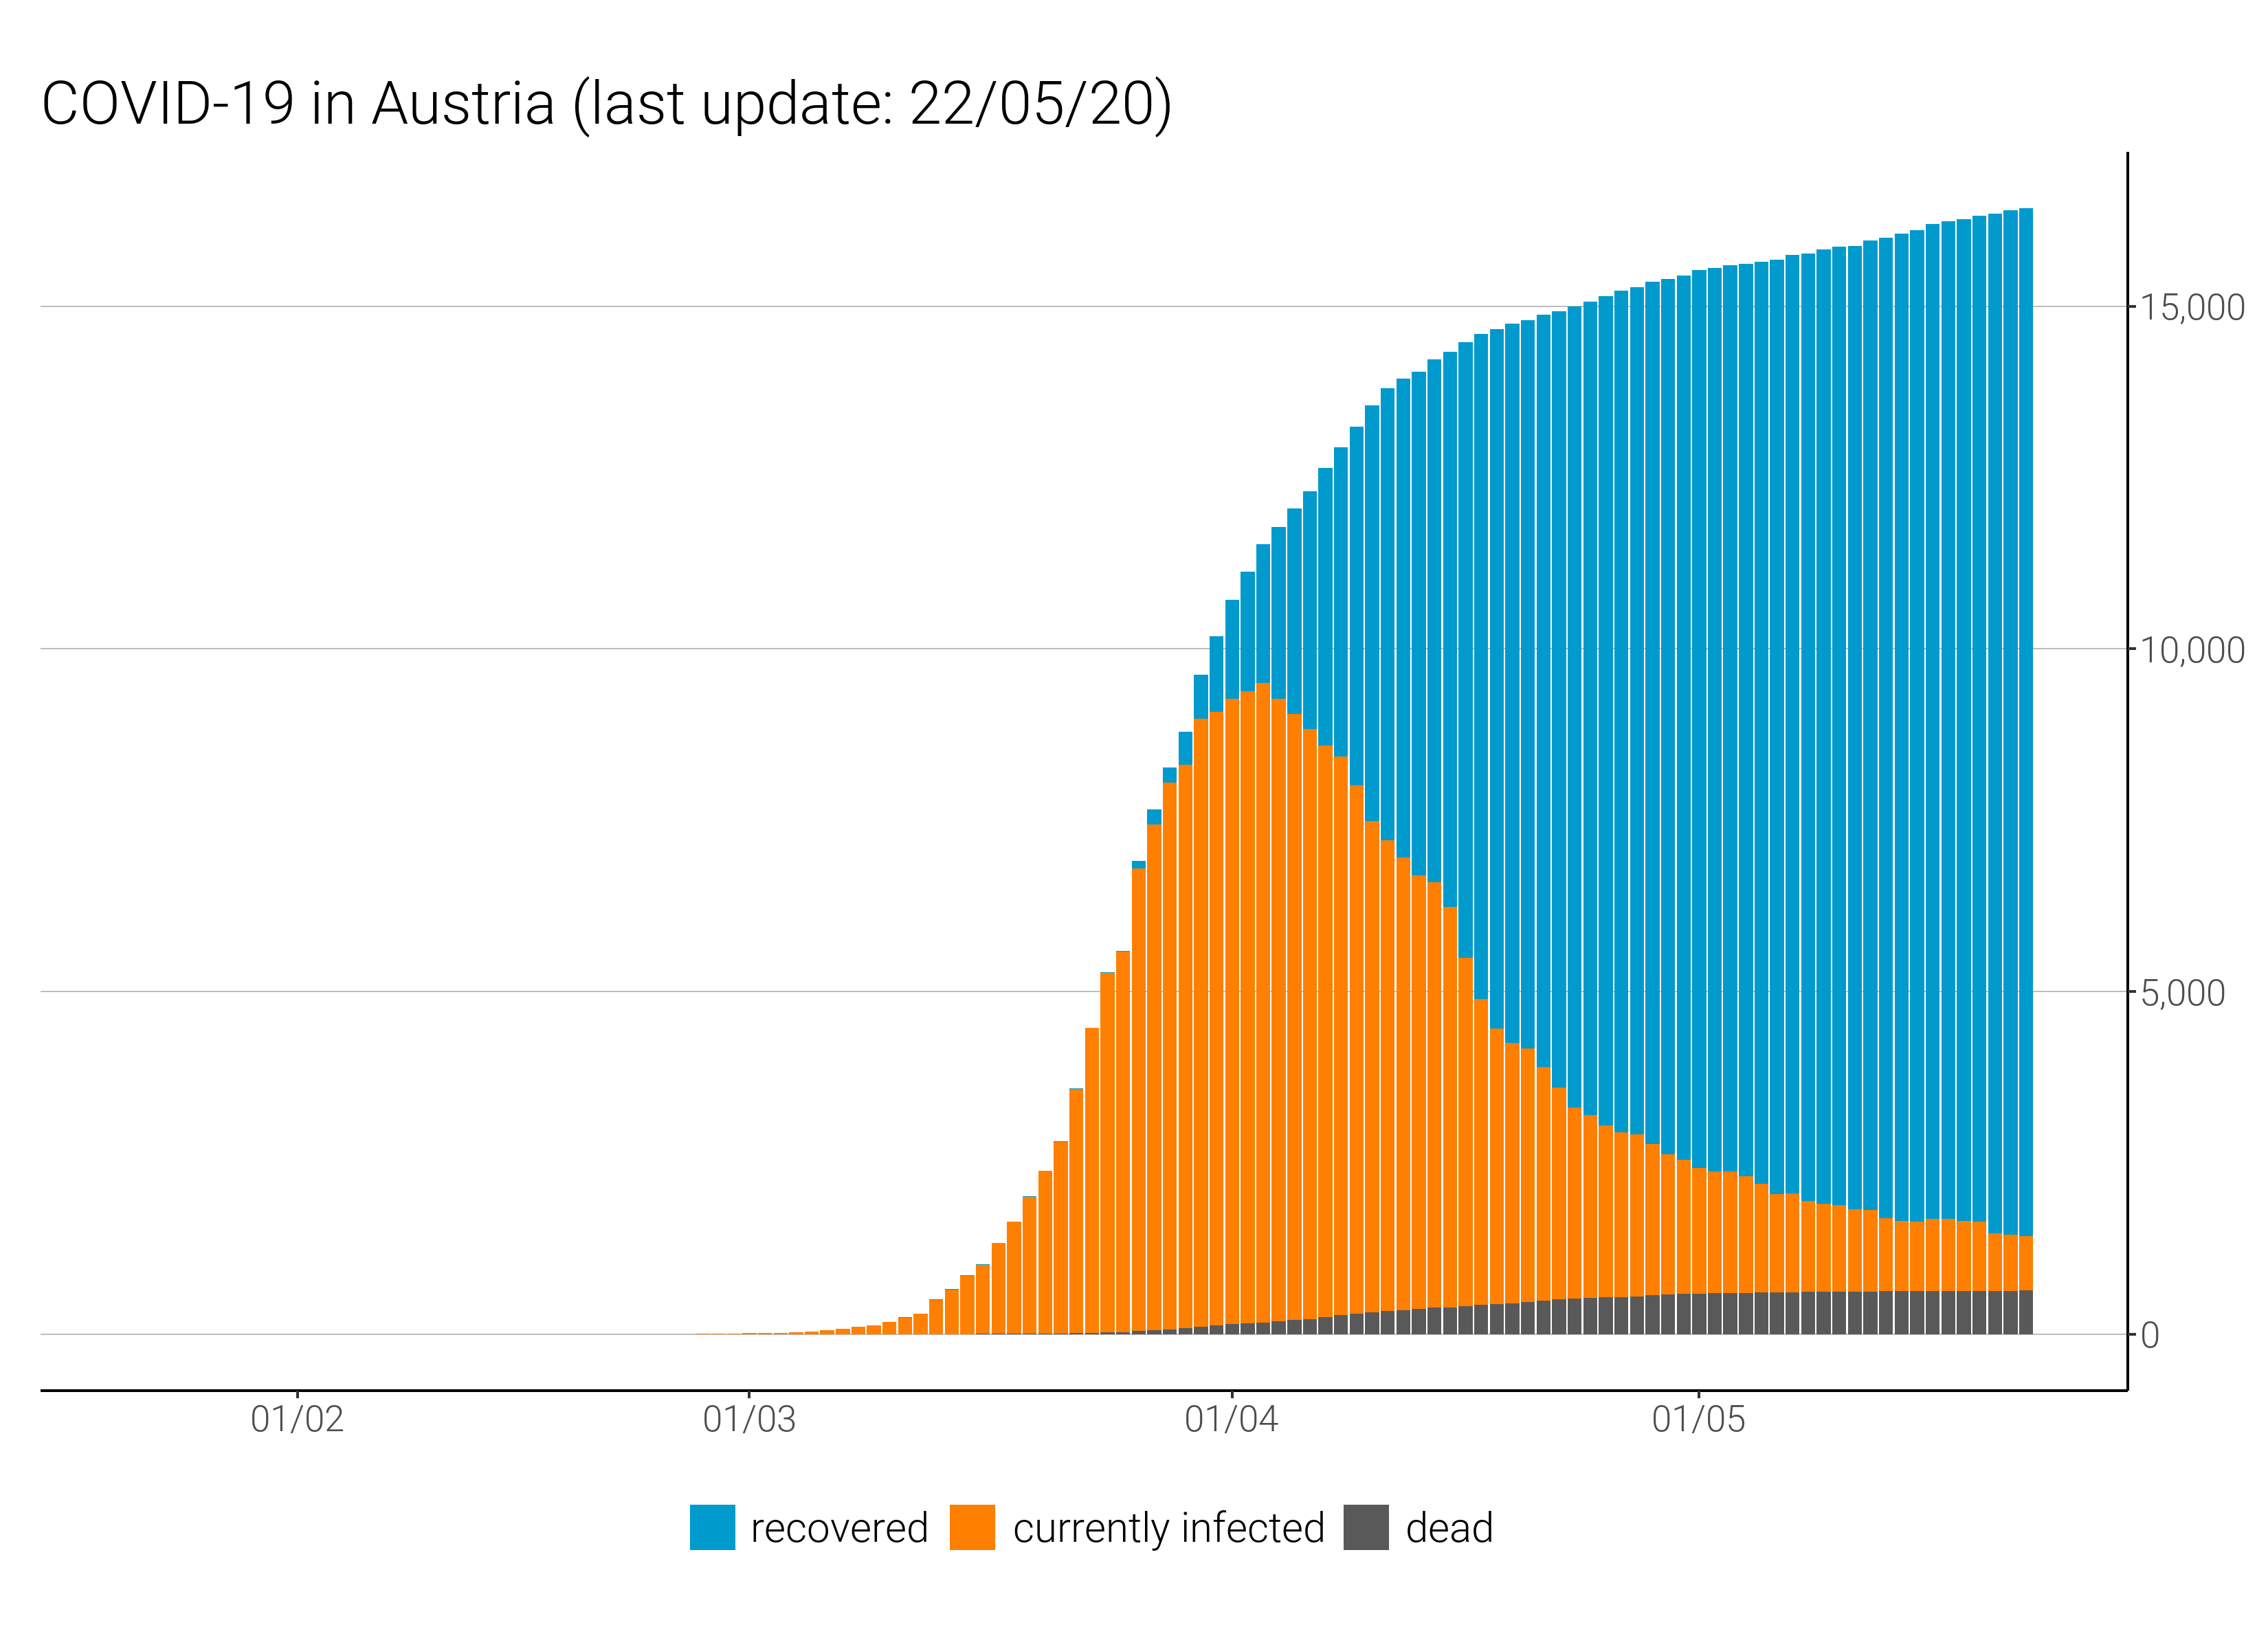 COVID-19 in Austria (last update: 22/05/20)
15,000
10,000
5,000
0
01/02 01/03 01/04 01/05
recovered currently infected dead